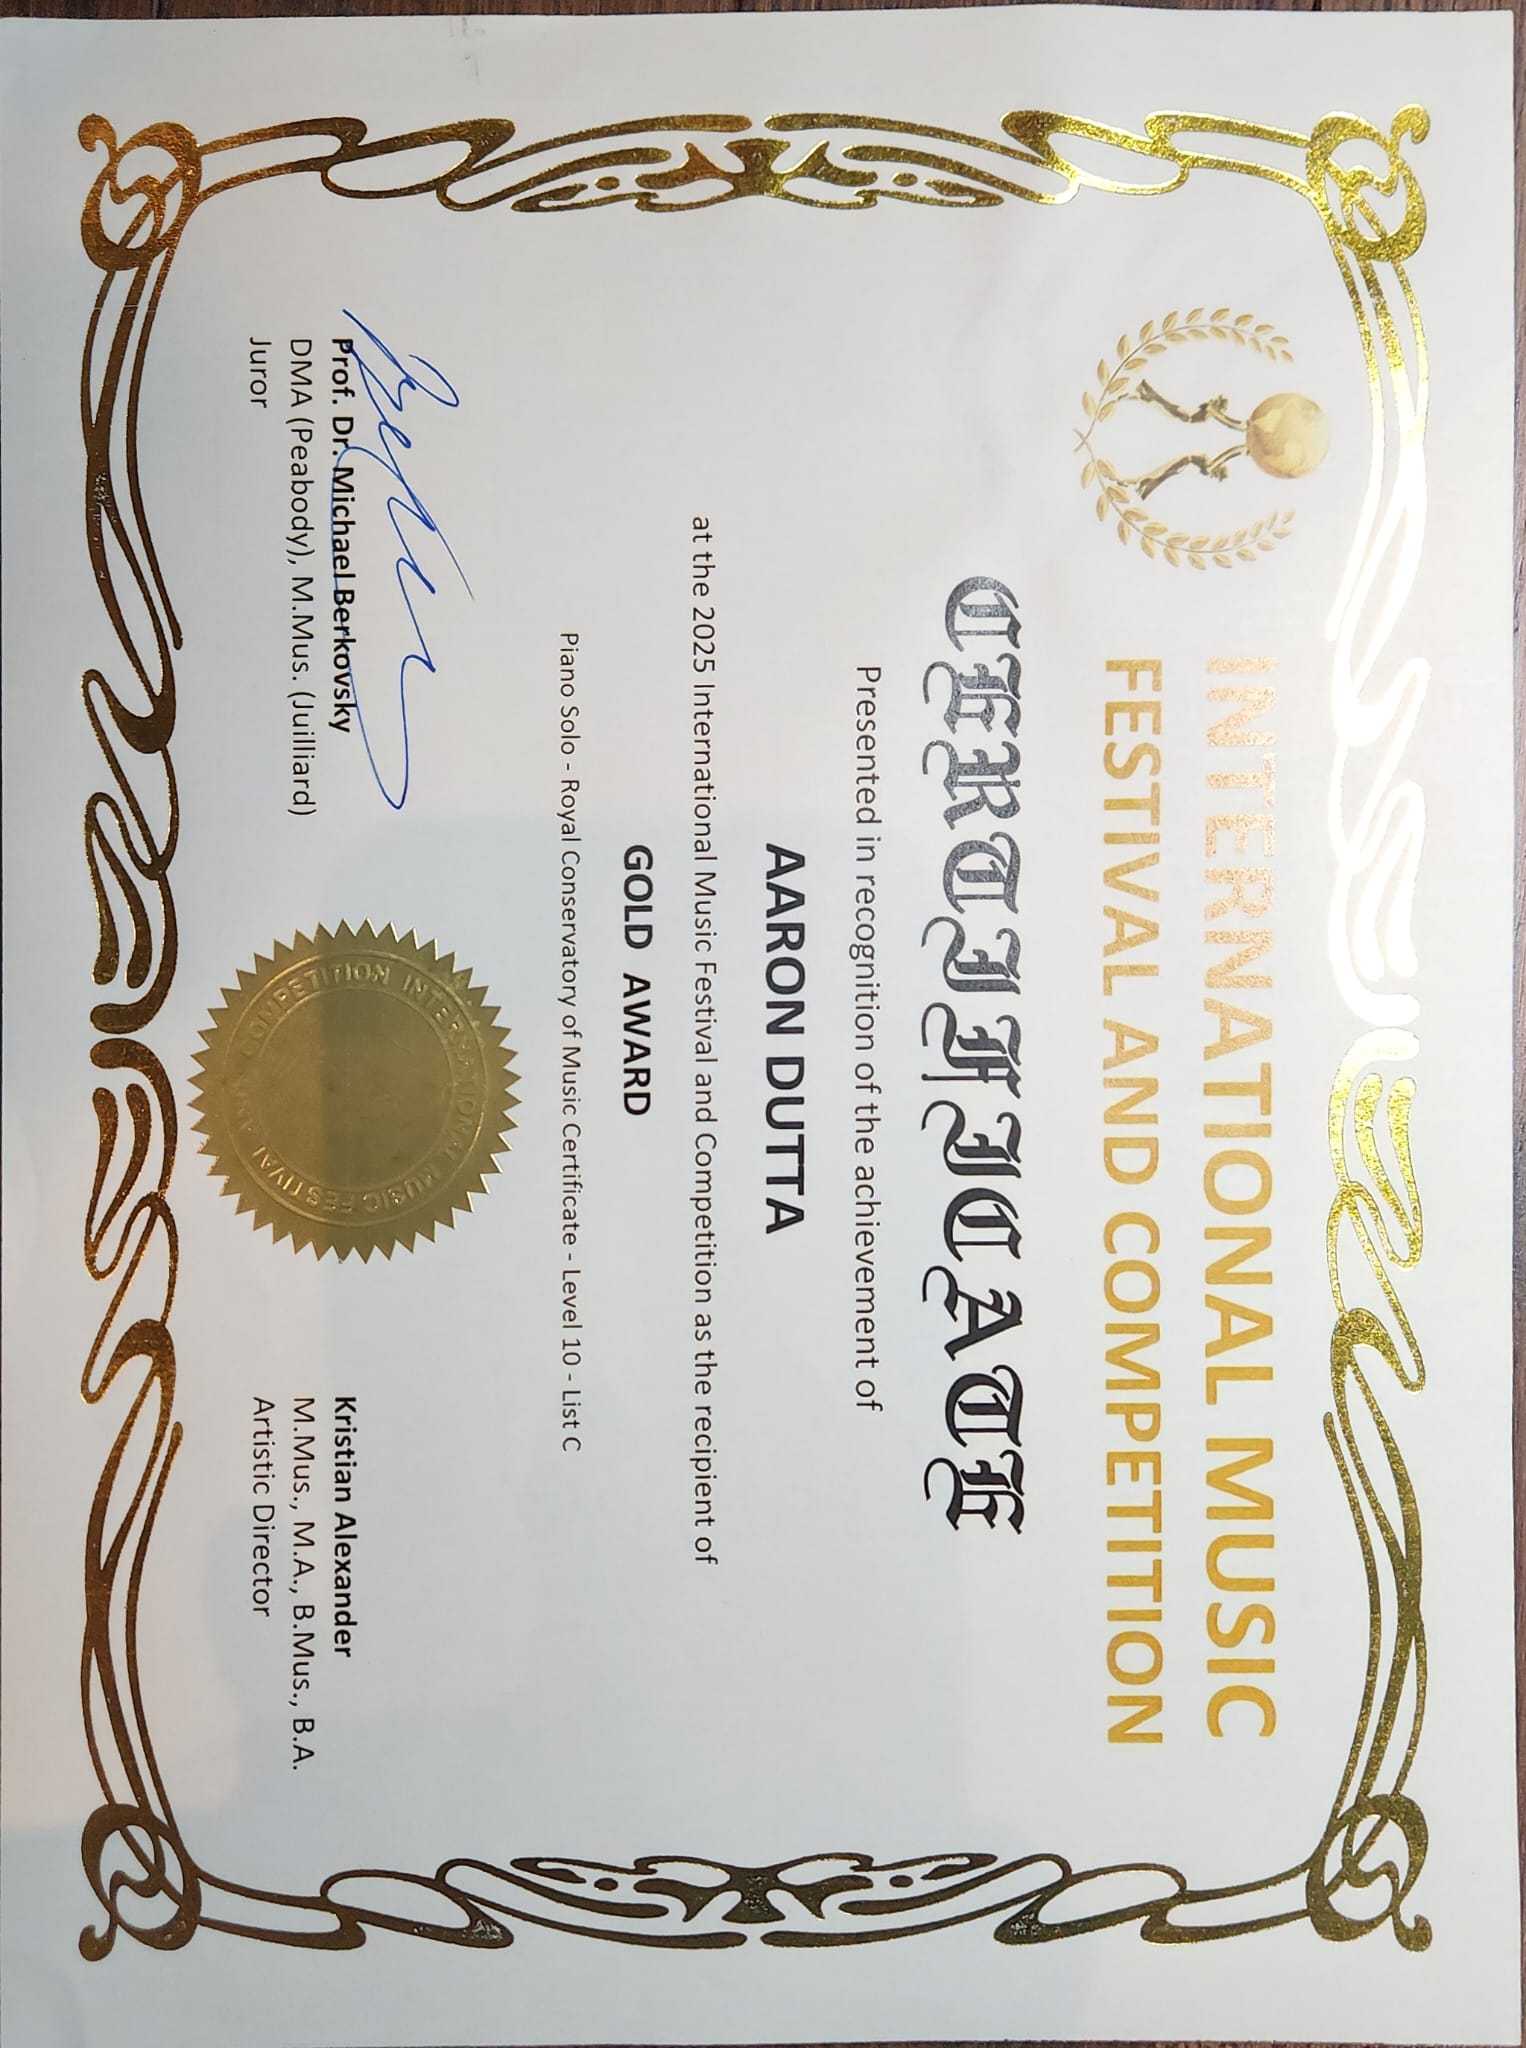 INTERNATIONAL MUSIC
FESTIVAL AND COMPETITION
CERTIFICATE
Presented in recognition of the achievement of
AARON DUTTA
at the 2025 International Music Festival and Competition as the recipient of
GOLD AWARD
Piano Solo - Royal Conservatory of Music Certificate - Level 10 - List C
Prof. Dr. Michael Berkovsky
DMA (Peabody), M.Mus. (Juilliard)
Juror
INTERNATIONAL MUSIC FESTIVAL AND COMPETITION
Kristian Alexander
M.Mus., M.A., B.Mus., B.A.
Artistic Director